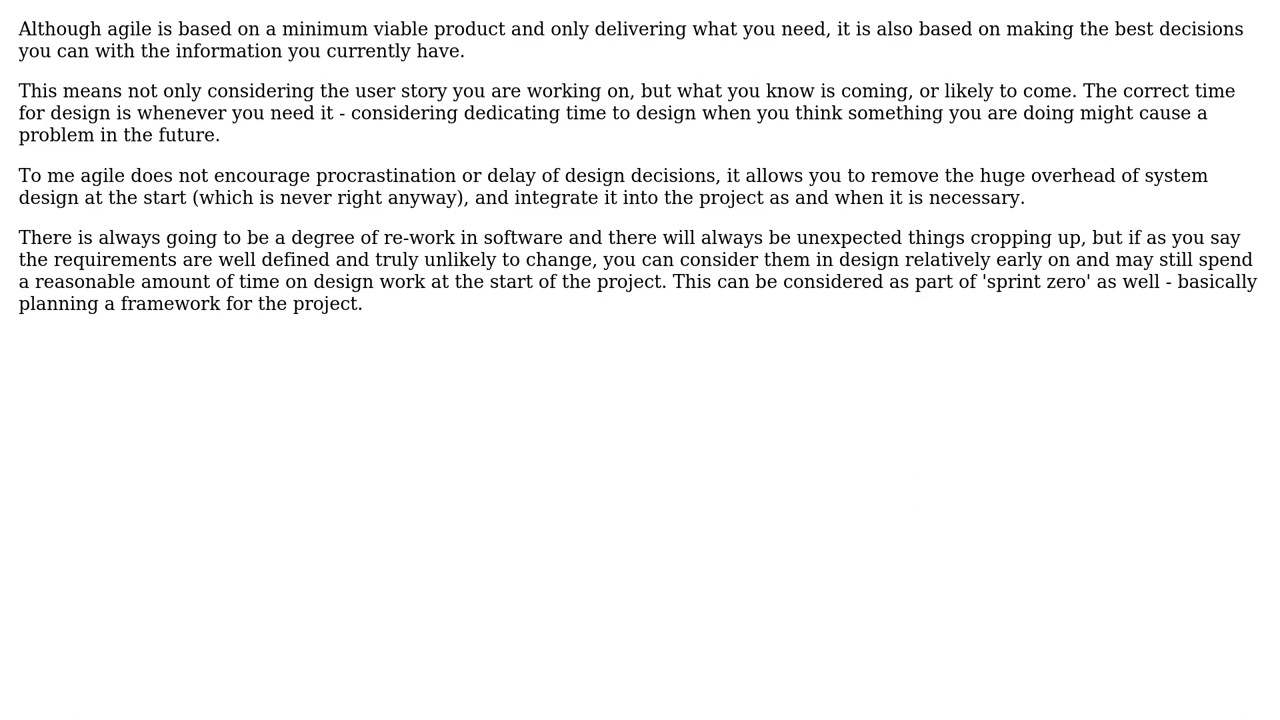 Although agile is based on a minimum viable product and only delivering what you need, it is also based on making the best decisions
you can with the information you currently have.
This means not only considering the user story you are working on, but what you know is coming, or likely to come. The correct time
for design is whenever you need it - considering dedicating time to design when you think something you are doing might cause a
problem in the future.
To me agile does not encourage procrastination or delay of design decisions, it allows you to remove the huge overhead of system
design at the start (which is never right anyway), and integrate it into the project as and when it is necessary.
There is always going to be a degree of re-work in software and there will always be unexpected things cropping up, but if as you say
the requirements are well defined and truly unlikely to change, you can consider them in design relatively early on and may still spend
a reasonable amount of time on design work at the start of the project. This can be considered as part of 'sprint zero' as well - basically
planning a framework for the project.